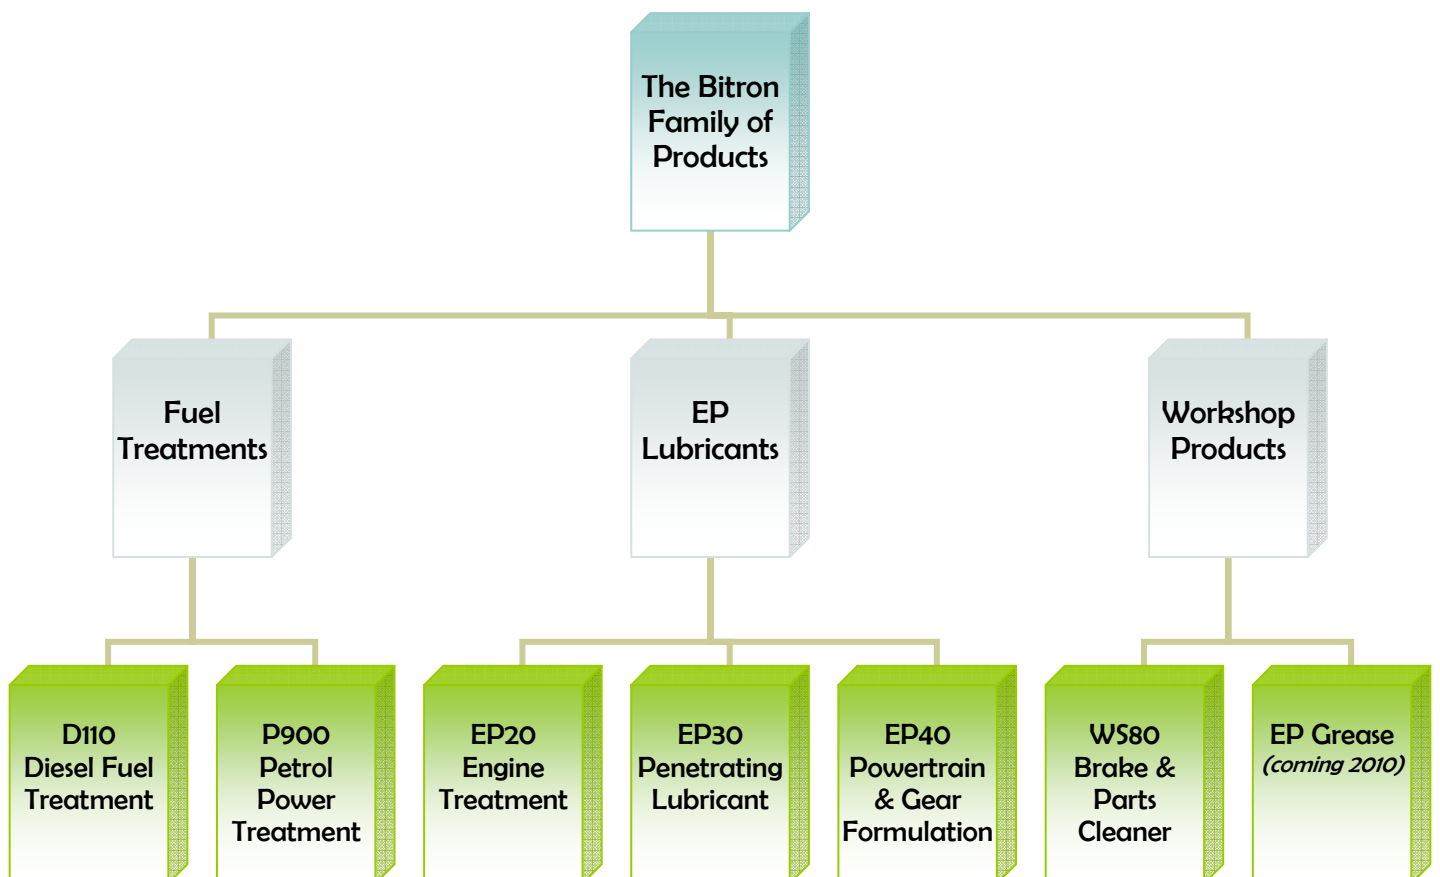 The Bitron
Family of
Products
Fuel
Treatments
EP
Lubricants
Workshop
Products
D110
Diesel Fuel
Treatment
P900
Petrol
Power
Treatment
EP20
Engine
Treatment
EP30
Penetrating
Lubricant
EP40
Powertrain
& Gear
Formulation
WS80
Brake &
Parts
Cleaner
EP Grease
(coming 2010)